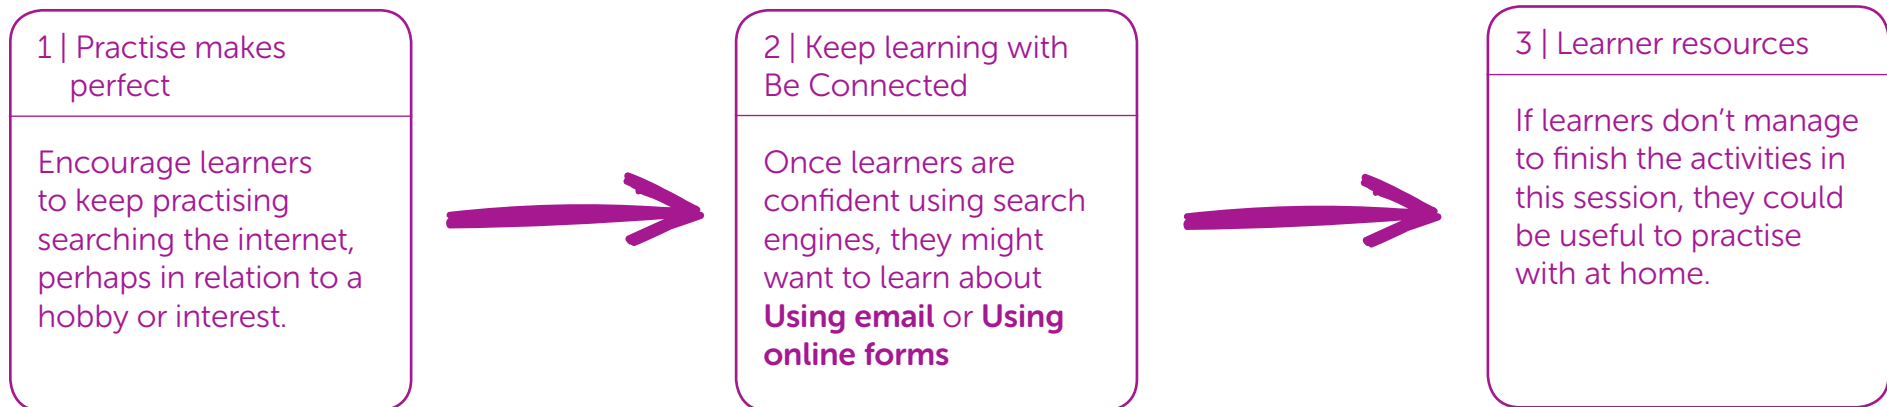 1 | Practise makes
perfect
Encourage learners
to keep practising
searching the internet,
perhaps in relation to a
hobby or interest.
2 | Keep learning with
Be Connected
Once learners are
confident using search
engines, they might
want to learn about
Using email or Using
online forms
3 | Learner resources
If learners don’t manage
to finish the activities in
this session, they could
be useful to practise
with at home.